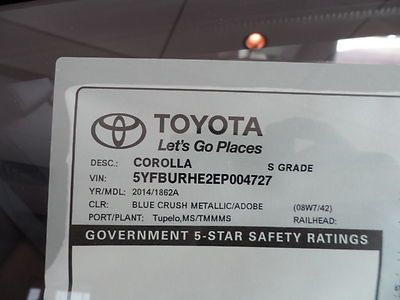 TOYOTA
Let's Go Places
DESC.: COROLLA S GRADE
VIN: 5YFBURHE2EP004727
YR/MDL: 2014/1862A
CLR: BLUE CRUSH METALLIC/ADOBE (08W7/42)
PORT/PLANT: Tupelo,MS/TMMMS RAILHEAD:
GOVERNMENT 5-STAR SAFETY RATINGS